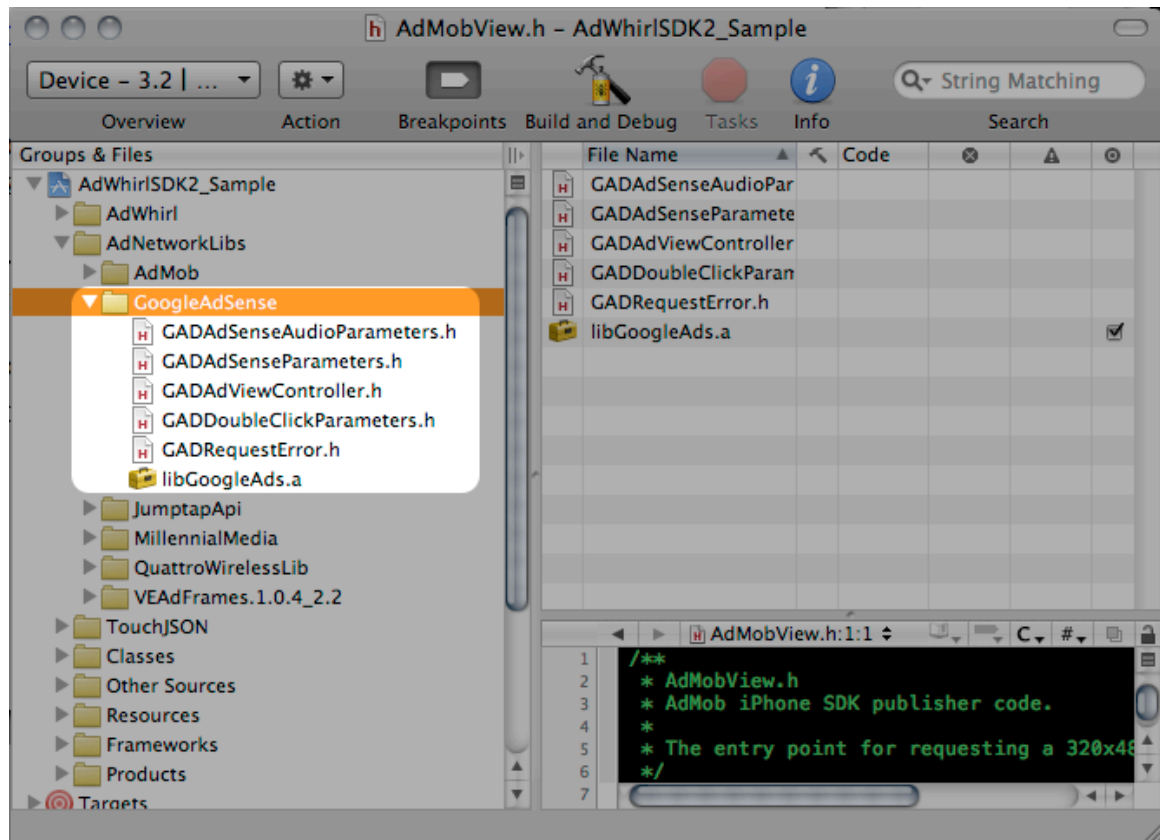 AdMobView.h – AdWhirlSDK2_Sample
Device – 3.2 | ...
String Matching
Overview Action Breakpoints Build and Debug Tasks Info Search
Groups & Files
AdWhirlSDK2_Sample
AdWhirl
AdNetworkLibs
AdMob
GoogleAdSense
GADAdSenseAudioParameters.h
GADAdSenseParameters.h
GADAdViewController.h
GADDoubleClickParameters.h
GADRequestError.h
libGoogleAds.a
JumptapApi
MillennialMedia
QuattroWirelessLib
VEAdFrames.1.0.4_2.2
TouchJSON
Classes
Other Sources
Resources
Frameworks
Products
Targets
File Name Code
GADAdSenseAudioPar
GADAdSenseParamete
GADAdViewController
GADDoubleClickParam
GADRequestError.h
libGoogleAds.a
AdMobView.h:1:1 C #
1 /**
2 * AdMobView.h
3 * AdMob iPhone SDK publisher code.
4 *
5 * The entry point for requesting a 320x48
6 */
7